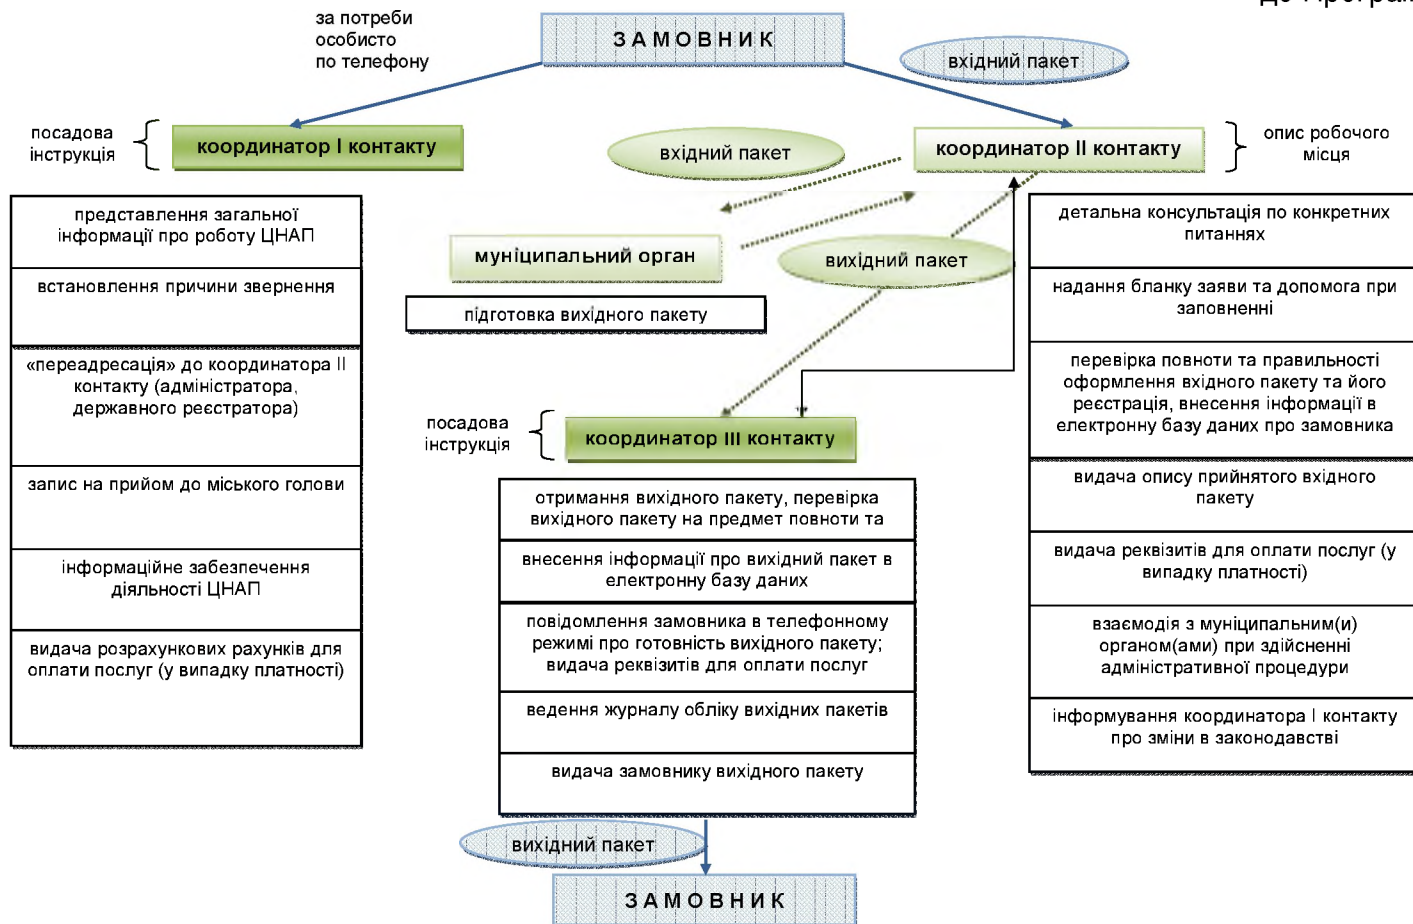 до Програм
за потреби
особисто
по телефону
З А М О В Н И К
вхідний пакет
посадова
інструкція
координатор І контакту
вхідний пакет
координатор ІІ контакту
опис робочого
місця
представлення загальної
інформації про роботу ЦНАП
встановлення причини звернення
«переадресація» до координатора ІІ
контакту (адміністратора,
державного реєстратора)
запис на прийом до міського голови
інформаційне забезпечення
діяльності ЦНАП
видача розрахункових рахунків для
оплати послуг (у випадку платності)
муніципальний орган
вихідний пакет
підготовка вихідного пакету
посадова
інструкція
координатор ІІІ контакту
отримання вихідного пакету, перевірка
вихідного пакету на предмет повноти та
внесення інформації про вихідний пакет в
електронну базу даних
повідомлення замовника в телефонному
режимі про готовність вихідного пакету;
видача реквізитів для оплати послуг
ведення журналу обліку вихідних пакетів
видача замовнику вихідного пакету
детальна консультація по конкретних
питаннях
надання бланку заяви та допомога при
заповненні
перевірка повноти та правильності
оформлення вхідного пакету та його
реєстрація, внесення інформації в
електронну базу даних про замовника
видача опису прийнятого вхідного
пакету
видача реквізитів для оплати послуг (у
випадку платності)
взаємодія з муніципальним(и)
органом(ами) при здійсненні
адміністративної процедури
інформування координатора І контакту
про зміни в законодавстві
вихідний пакет
З А М О В Н И К